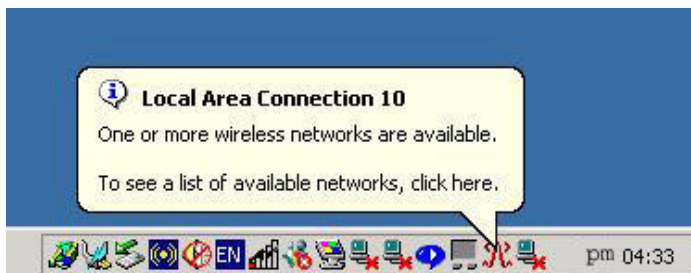 Local Area Connection 10
One or more wireless networks are available.
To see a list of available networks, click here.
EN
pm 04:33